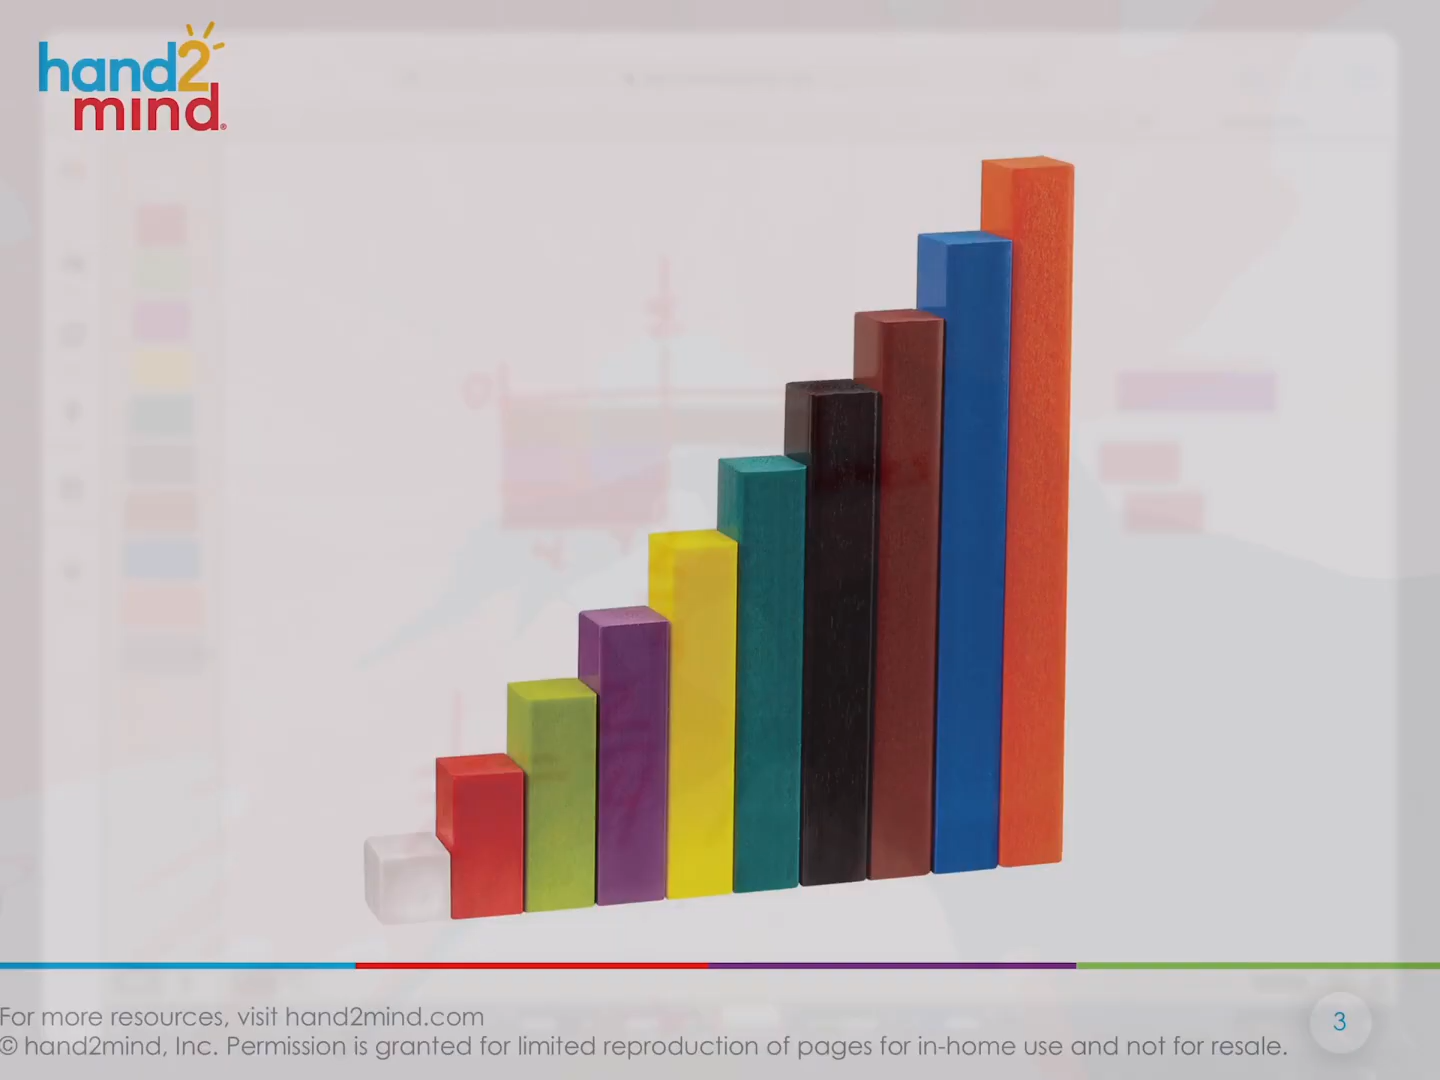 hand2
mind®
For more resources, visit hand2mind.com
© hand2mind, Inc. Permission is granted for limited reproduction of pages for in-home use and not for resale.
3